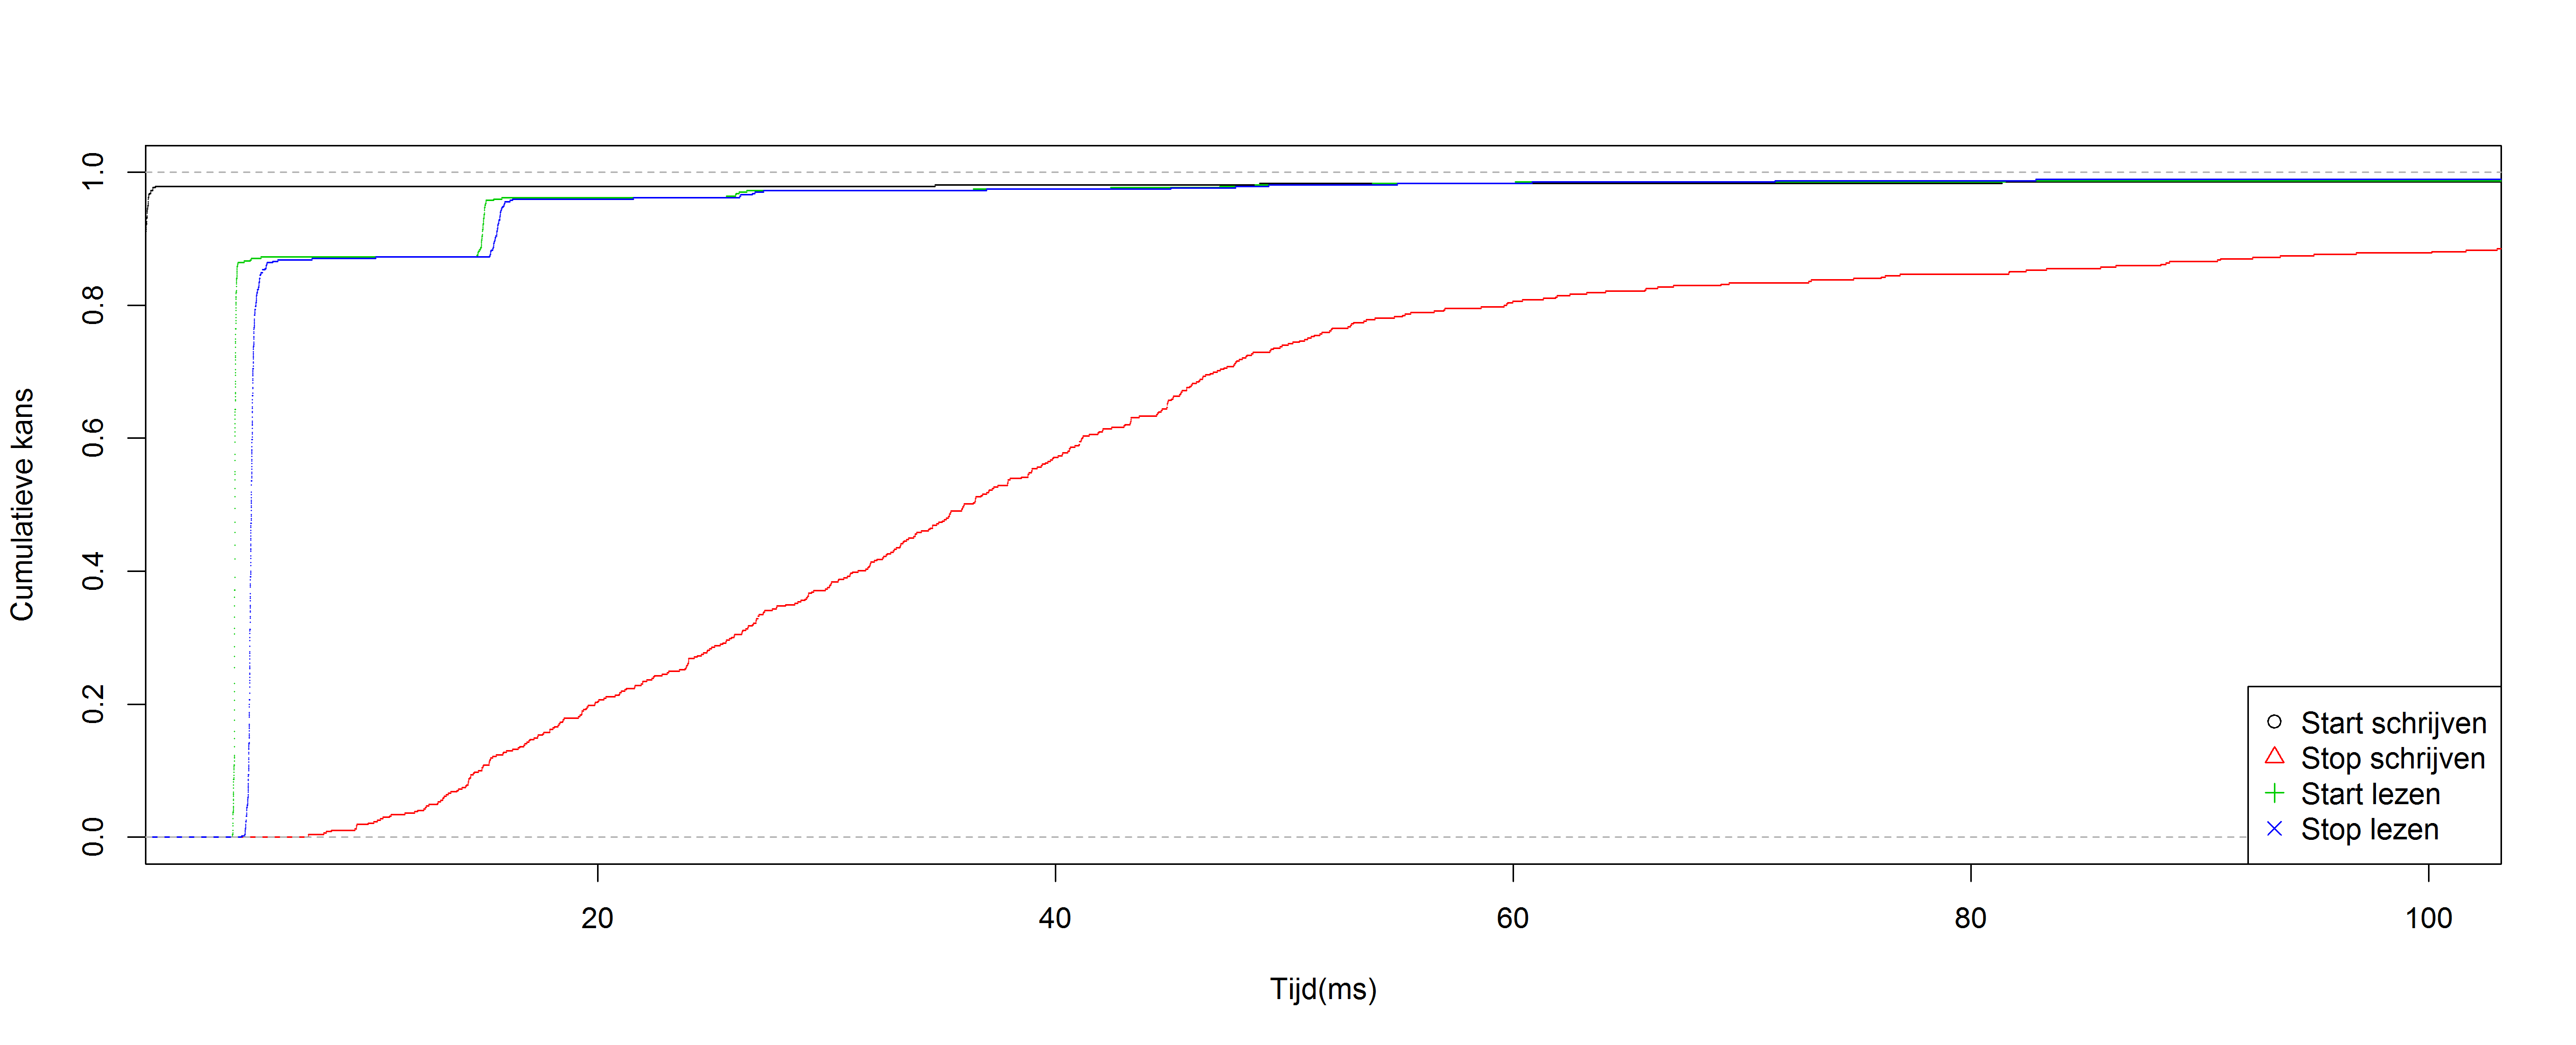 Cumulatieve kans
1.0
0.8
0.6
0.4
0.2
0.0
Start schrijven
Stop schrijven
Start lezen
Stop lezen
20 40 60 80 100
Tijd(ms)